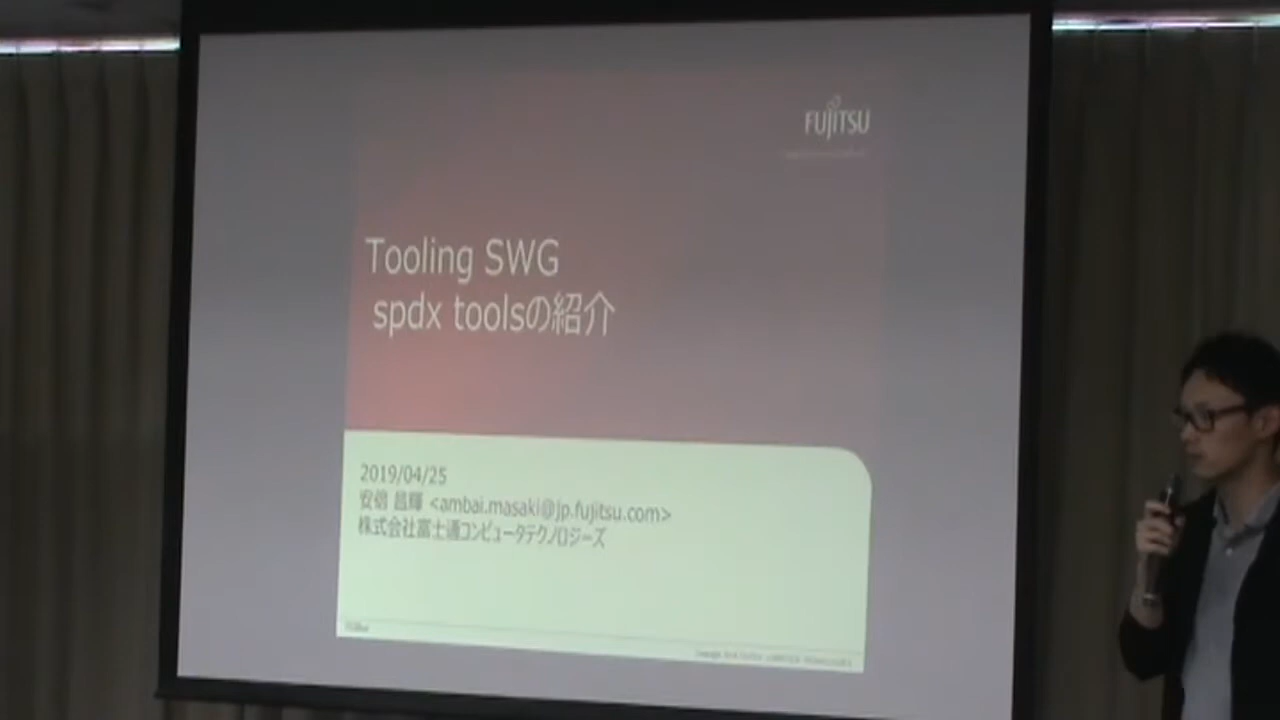 FUJITSU
Tooling SWG
spdx toolsの紹介
2019/04/25
安倍 昌輝 <ambai.masaki@jp.fujitsu.com>
株式会社富士通コンピュータテクノロジーズ